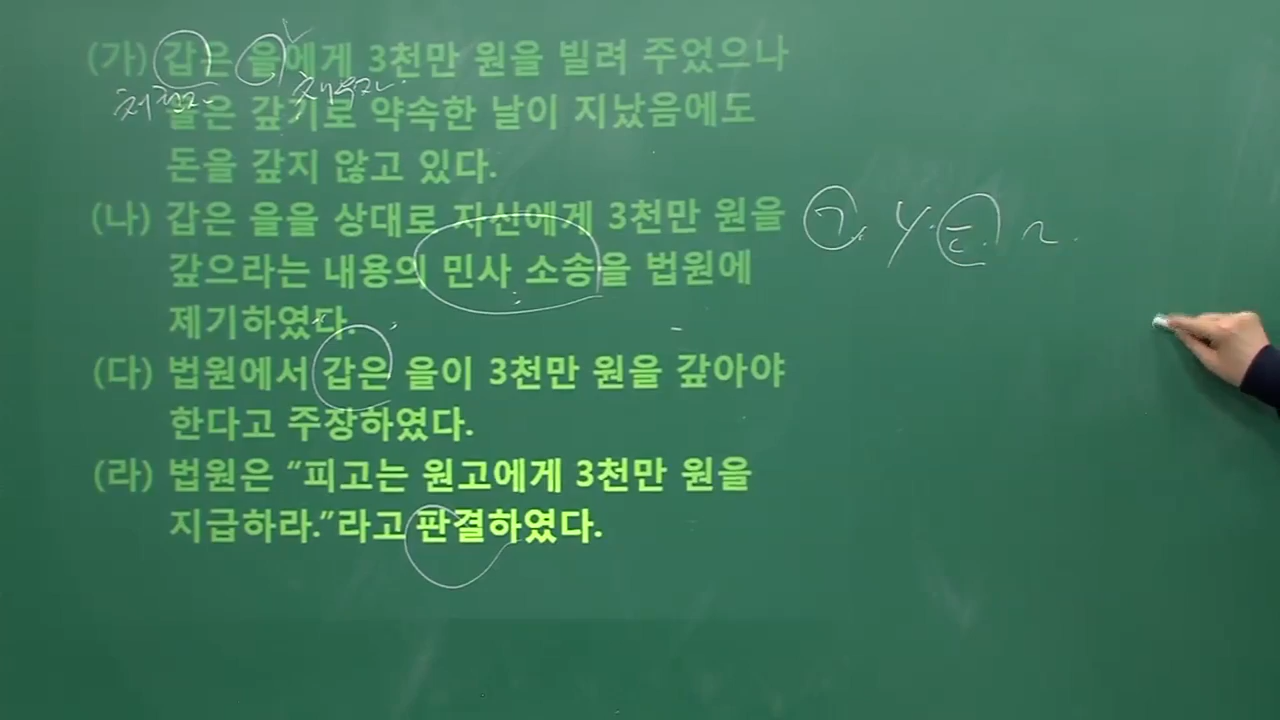 (가) 갑은 을에게 3천만 원을 빌려 주었으나
채권자 채무자.
을은 갚기로 약속한 날이 지났음에도
돈을 갚지 않고 있다.
(나) 갑은 을을 상대로 자신에게 3천만 원을
갚으라는 내용의 민사 소송을 법원에
제기하였다.
ㄱ. ㄴ. ㄷ. ㄹ.
(다) 법원에서 갑은 을이 3천만 원을 갚아야
한다고 주장하였다.
(라) 법원은 “피고는 원고에게 3천만 원을
지급하라.”라고 판결하였다.